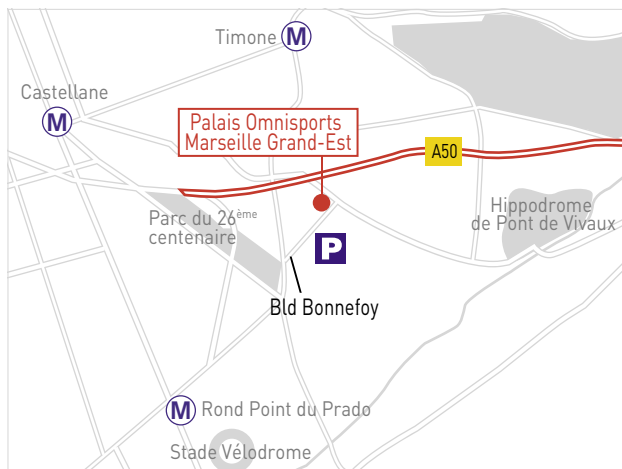 Timone M
Castellane
M
Palais Omnisports
Marseille Grand-Est
A50
Parc du 26ème
centenaire
Hippodrome
de Pont de Vivaux
P
Bld Bonnefoy
M Rond Point du Prado
Stade Vélodrome